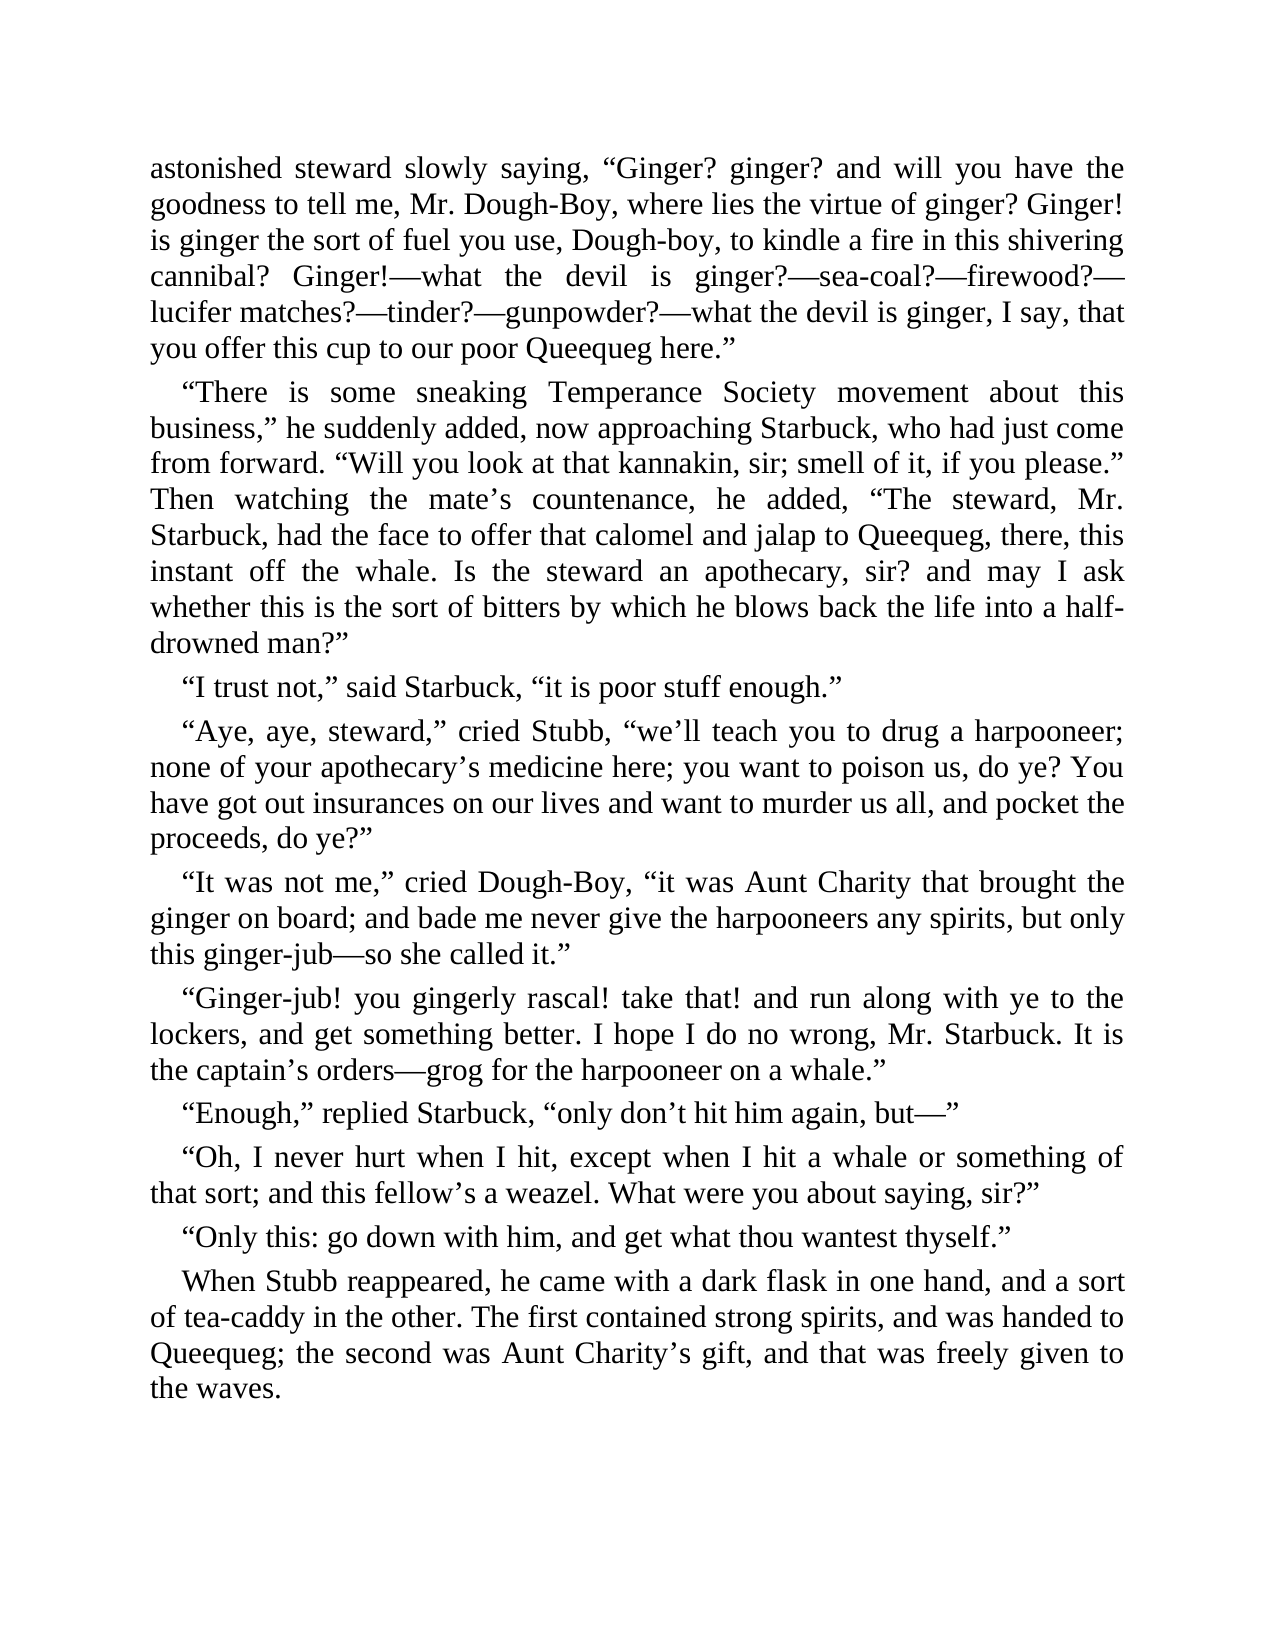 astonished steward slowly saying, “Ginger? ginger? and will you have the
goodness to tell me, Mr. Dough-Boy, where lies the virtue of ginger? Ginger!
is ginger the sort of fuel you use, Dough-boy, to kindle a fire in this shivering
cannibal? Ginger!—what the devil is ginger?—sea-coal?—firewood?—
lucifer matches?—tinder?—gunpowder?—what the devil is ginger, I say, that
you offer this cup to our poor Queequeg here.”
“There is some sneaking Temperance Society movement about this
business,” he suddenly added, now approaching Starbuck, who had just come
from forward. “Will you look at that kannakin, sir; smell of it, if you please.”
Then watching the mate’s countenance, he added, “The steward, Mr.
Starbuck, had the face to offer that calomel and jalap to Queequeg, there, this
instant off the whale. Is the steward an apothecary, sir? and may I ask
whether this is the sort of bitters by which he blows back the life into a half-
drowned man?”
“I trust not,” said Starbuck, “it is poor stuff enough.”
“Aye, aye, steward,” cried Stubb, “we’ll teach you to drug a harpooneer;
none of your apothecary’s medicine here; you want to poison us, do ye? You
have got out insurances on our lives and want to murder us all, and pocket the
proceeds, do ye?”
“It was not me,” cried Dough-Boy, “it was Aunt Charity that brought the
ginger on board; and bade me never give the harpooneers any spirits, but only
this ginger-jub—so she called it.”
“Ginger-jub! you gingerly rascal! take that! and run along with ye to the
lockers, and get something better. I hope I do no wrong, Mr. Starbuck. It is
the captain’s orders—grog for the harpooneer on a whale.”
“Enough,” replied Starbuck, “only don’t hit him again, but—”
“Oh, I never hurt when I hit, except when I hit a whale or something of
that sort; and this fellow’s a weazel. What were you about saying, sir?”
“Only this: go down with him, and get what thou wantest thyself.”
When Stubb reappeared, he came with a dark flask in one hand, and a sort
of tea-caddy in the other. The first contained strong spirits, and was handed to
Queequeg; the second was Aunt Charity’s gift, and that was freely given to
the waves.